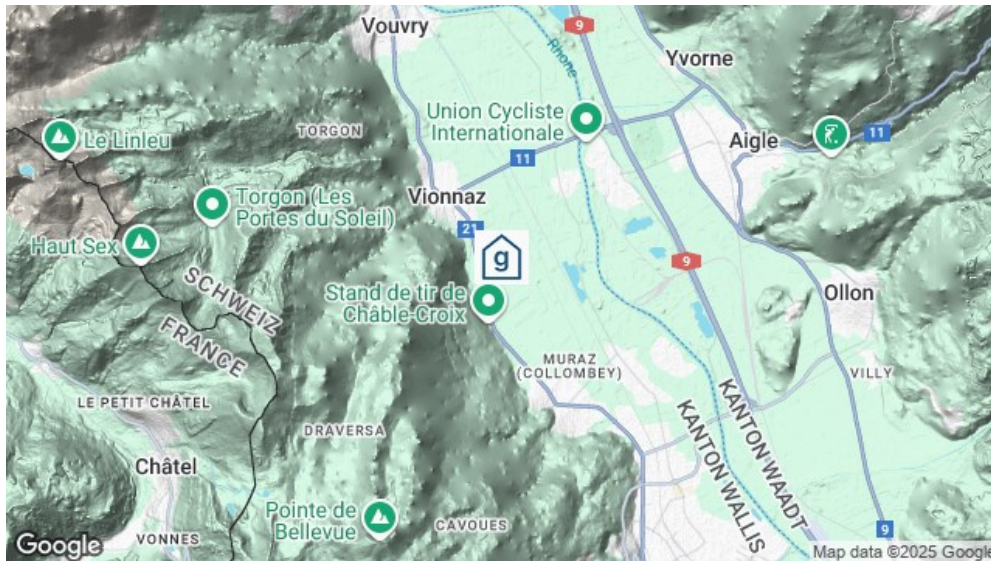 Vouvry
9
Rhone
Yvorne
Union Cycliste
Internationale
TORGON
Le Linleu
Aigle
11
11
Vionnaz
Torgon (Les
Portes du Soleil)
21
Haut Sex
g
9
SCHWEIZ
FRANCE
Stand de tir de
Châble-Croix
Ollon
MURAZ
(COLLOMBEY)
VILLY
LE PETIT CHÂTEL
KANTON WAADT
KANTON WALLIS
DRAVERSA
Châtel
Pointe de
Bellevue
CAVOUES
VONNES
9
Google
Map data ©2025 Google